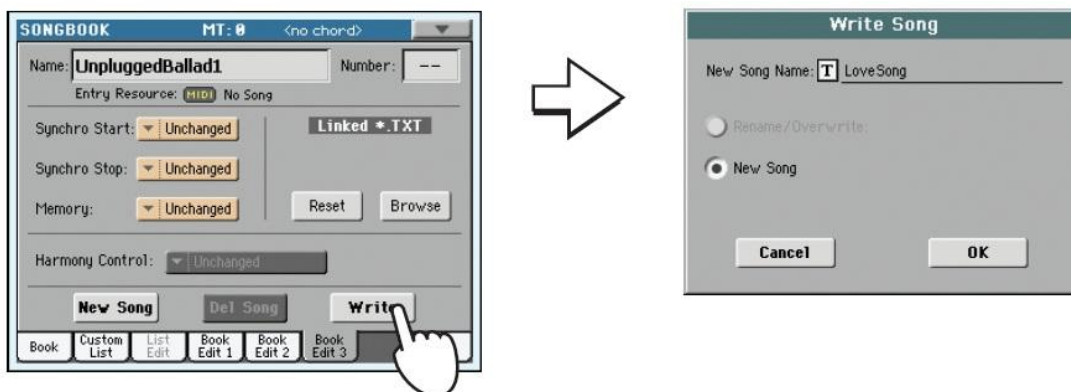 SONGBOOK MT: 0 <no chord>
Name: UnpluggedBallad1 Number: --
Entry Resource: MIDI No Song
Synchro Start: Unchanged Linked *.TXT
Synchro Stop: Unchanged
Memory: Unchanged Reset Browse
Harmony Control: Unchanged
New Song Del Song Write
Book Custom List List Edit Book Edit 1 Book Edit 2 Book Edit 3
Write Song
New Song Name: T LoveSong
Rename/Overwrite:
New Song
Cancel OK